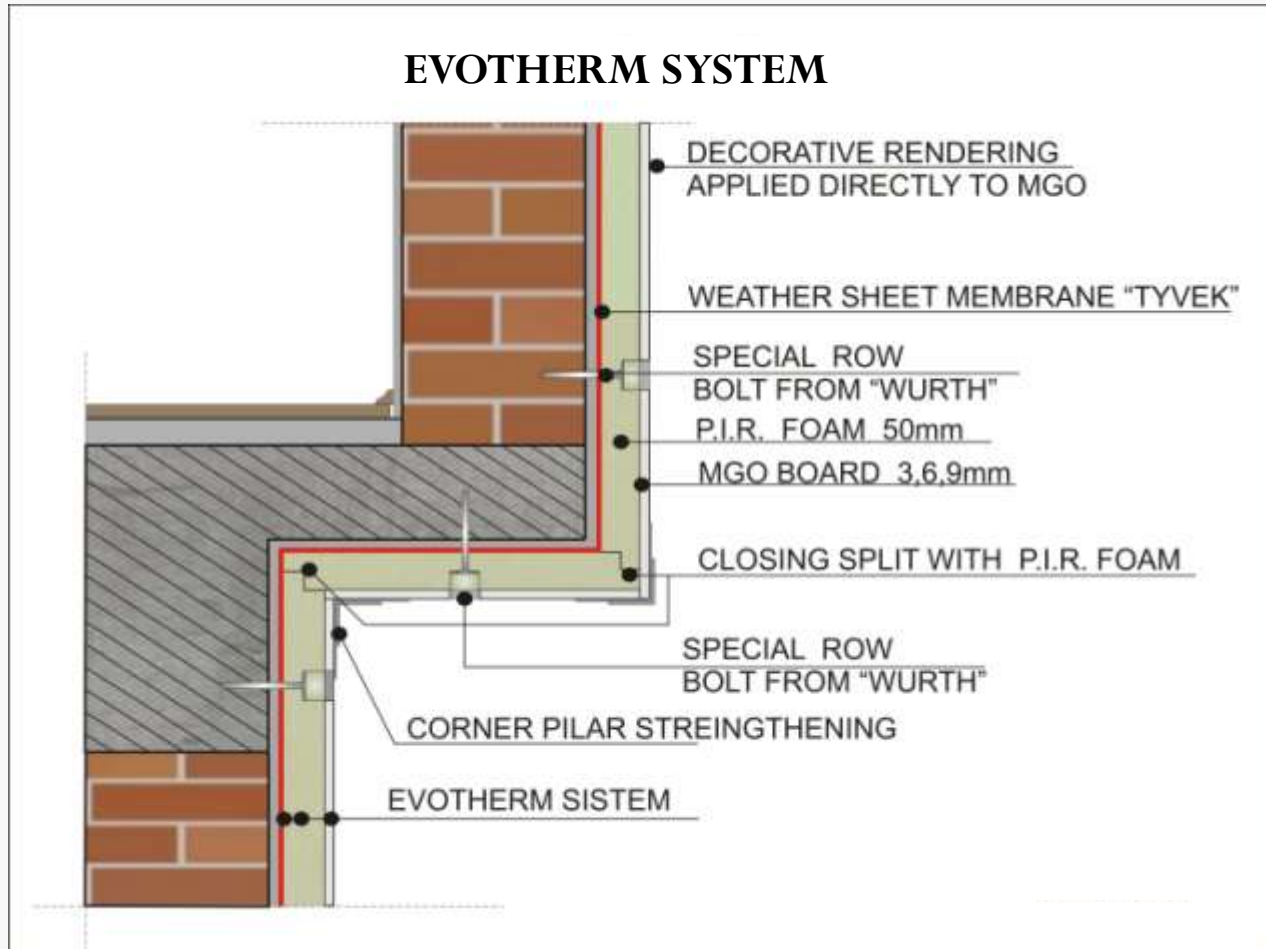 EVOTHERM SYSTEM
DECORATIVE RENDERING
APPLIED DIRECTLY TO MGO
WEATHER SHEET MEMBRANE “TYVEK”
SPECIAL ROW
BOLT FROM “WURTH”
P.I.R. FOAM 50mm
MGO BOARD 3,6,9mm
CLOSING SPLIT WITH P.I.R. FOAM
SPECIAL ROW
BOLT FROM “WURTH”
CORNER PILAR STREINGTHENING
EVOTHERM SISTEM